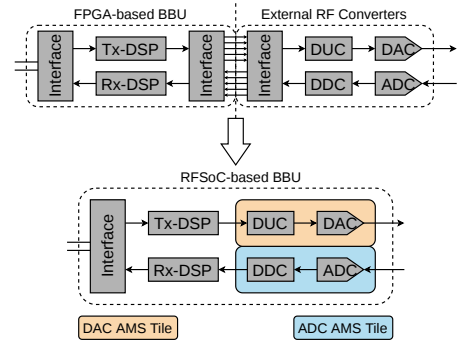 FPGA-based BBU
External RF Converters
Interface
Tx-DSP
Rx-DSP
Interface
Interface
DUC
DAC
DDC
ADC
RFSoC-based BBU
Interface
Tx-DSP
DUC
DAC
Rx-DSP
DDC
ADC
DAC AMS Tile
ADC AMS Tile